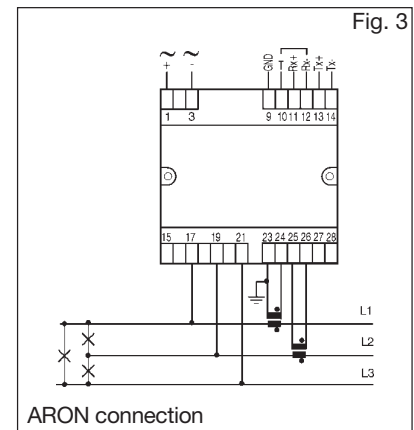 Fig. 3
~ ~
+ -
GND T Rx+ Rx- Tx+ Tx-
1 3 9 10 11 12 13 14
15 17 19 21 23 24 25 26 27 28
L1
L2
L3
ARON connection